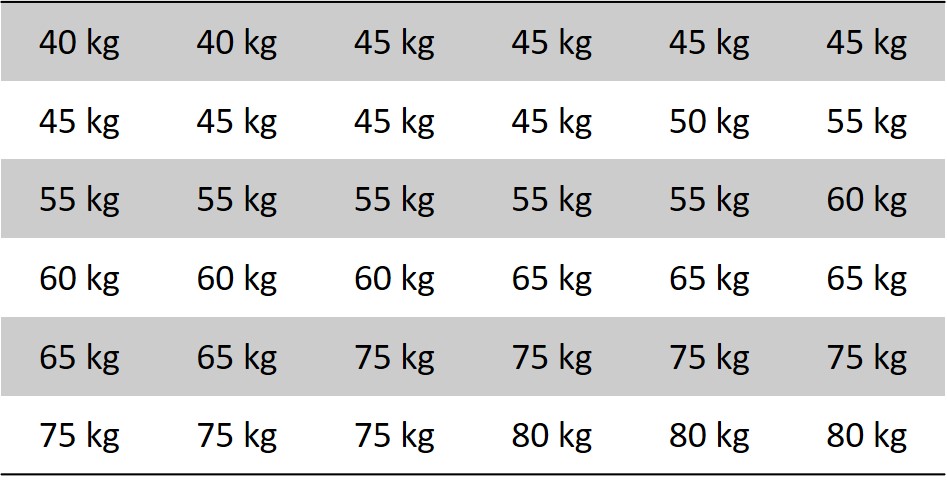 40 kg 40 kg 45 kg 45 kg 45 kg 45 kg
45 kg 45 kg 45 kg 45 kg 50 kg 55 kg
55 kg 55 kg 55 kg 55 kg 55 kg 60 kg
60 kg 60 kg 60 kg 65 kg 65 kg 65 kg
65 kg 65 kg 75 kg 75 kg 75 kg 75 kg
75 kg 75 kg 75 kg 80 kg 80 kg 80 kg